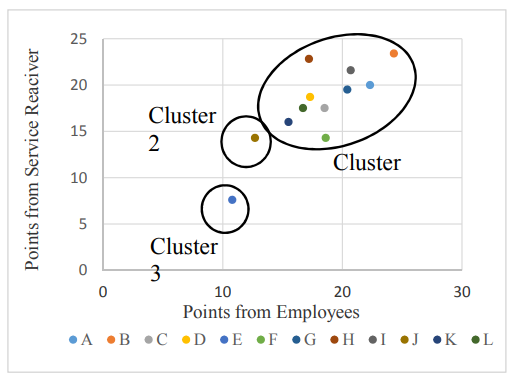 Points from Service Reaciver
25
20
15
10
5
0
Cluster
2
Cluster
Cluster
3
0 10 20 30
Points from Employees
A B C D E F G H I J K L